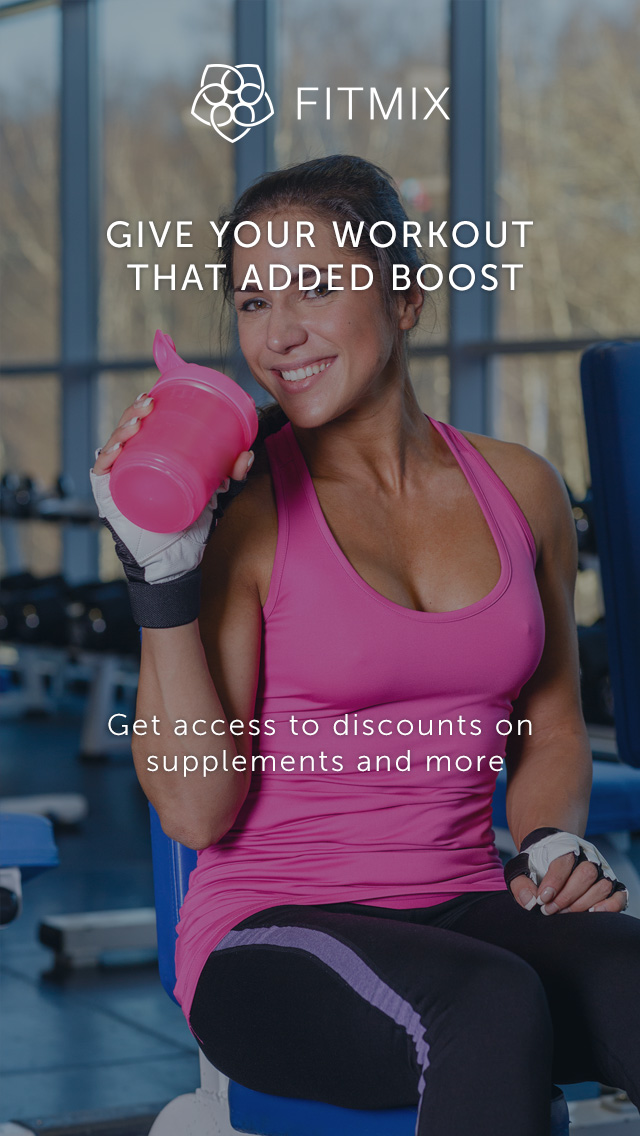 FITMIX
GIVE YOUR WORKOUT
THAT ADDED BOOST
Get access to discounts on
supplements and more